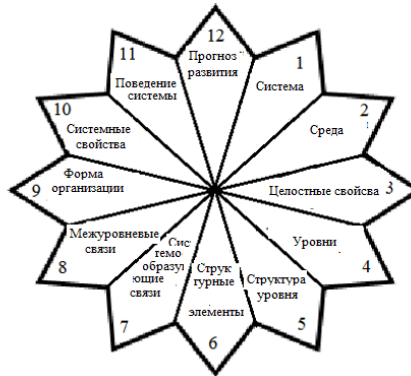 12
Прогноз
развития
1
Система
2
Среда
3
Целостные свойсва
4
Уровни
5
Структура
уровня
6
Струк
турные
элементы
7
Сис
темо
образу
ющие
связи
8
Межуровневые
связи
9
Форма
организации
10
Системные
свойства
11
Поведение
системы